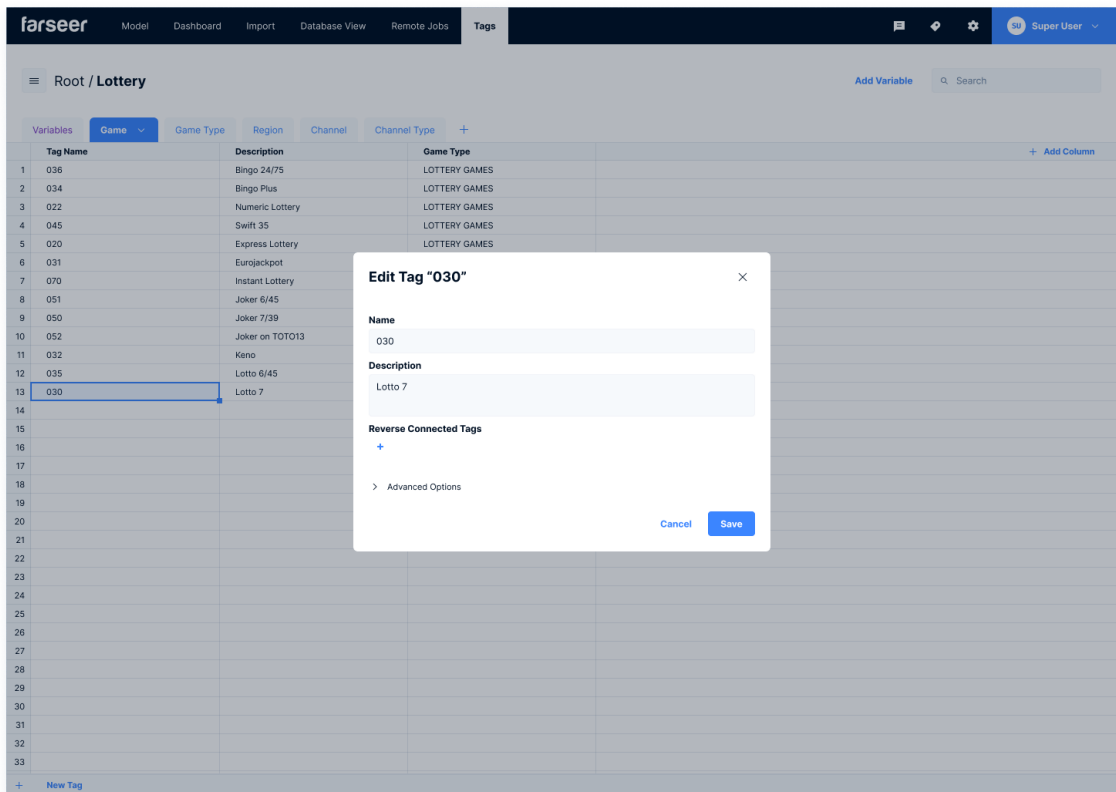 farseer Model Dashboard Import Database View Remote Jobs Tags SU Super User
Root / Lottery Add Variable Search
Variables Game Game Type Region Channel Channel Type +
Tag Name Description Game Type + Add Column
1 036 Bingo 24/75 LOTTERY GAMES
2 034 Bingo Plus LOTTERY GAMES
3 022 Numeric Lottery LOTTERY GAMES
4 045 Swift 35 LOTTERY GAMES
5 020 Express Lottery LOTTERY GAMES
6 031 Eurojackpot
7 070 Instant Lottery
8 051 Joker 6/45
9 050 Joker 7/39
10 052 Joker on TOTO13
11 032 Keno
12 035 Lotto 6/45
13 030 Lotto 7
14
15
16
17
18
19
20
21
22
23
24
25
26
27
28
29
30
31
32
33
+ New Tag
Edit Tag “030”
Name
030
Description
Lotto 7
Reverse Connected Tags
+
Advanced Options
Cancel Save